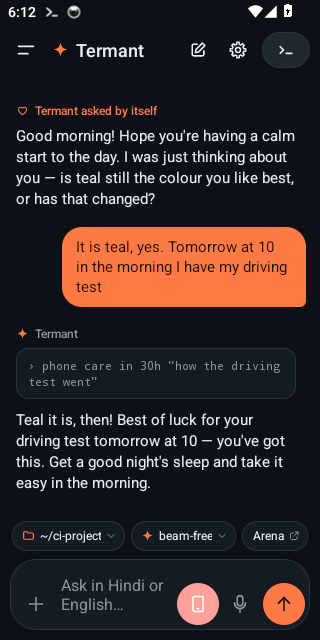 6:12
Termant
Termant asked by itself
Good morning! Hope you're having a calm
start to the day. I was just thinking about
you — is teal still the colour you like best,
or has that changed?
It is teal, yes. Tomorrow at 10
in the morning I have my driving
test
Termant
› phone care in 30h "how the driving
test went"
Teal it is, then! Best of luck for your
driving test tomorrow at 10 — you've got
this. Get a good night's sleep and take it
easy in the morning.
~/ci-project
beam-free
Arena
Ask in Hindi or
English…